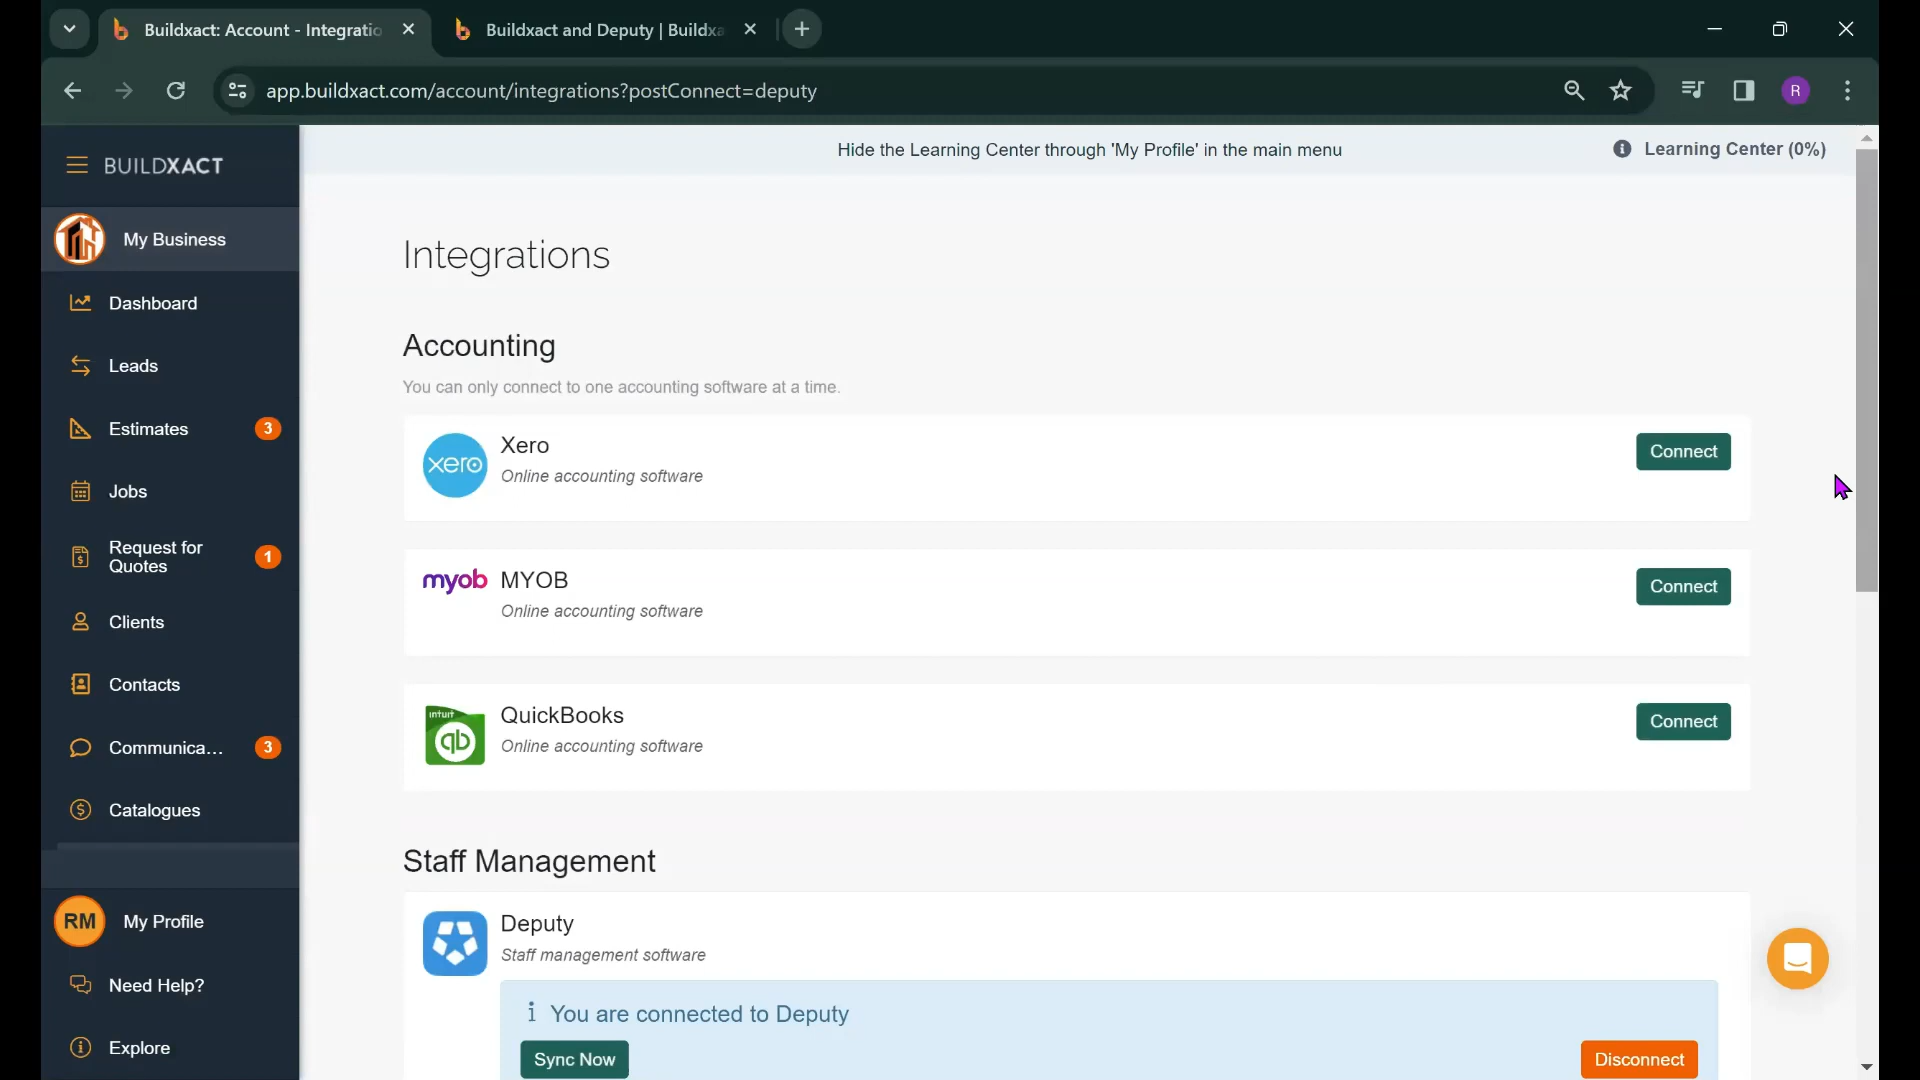 Buildxact: Account - Integratio
Buildxact and Deputy | Buildxa
app.buildxact.com/account/integrations?postConnect=deputy
R
BUILDXACT
Hide the Learning Center through 'My Profile' in the main menu
Learning Center (0%)
My Business
Dashboard
Leads
Estimates 3
Jobs
Request for
Quotes 1
Clients
Contacts
Communica... 3
Catalogues
RM My Profile
Need Help?
Explore
Integrations
Accounting
You can only connect to one accounting software at a time.
xero Xero
Online accounting software
Connect
myob MYOB
Online accounting software
Connect
intuit qb QuickBooks
Online accounting software
Connect
Staff Management
Deputy
Staff management software
You are connected to Deputy
Sync Now
Disconnect